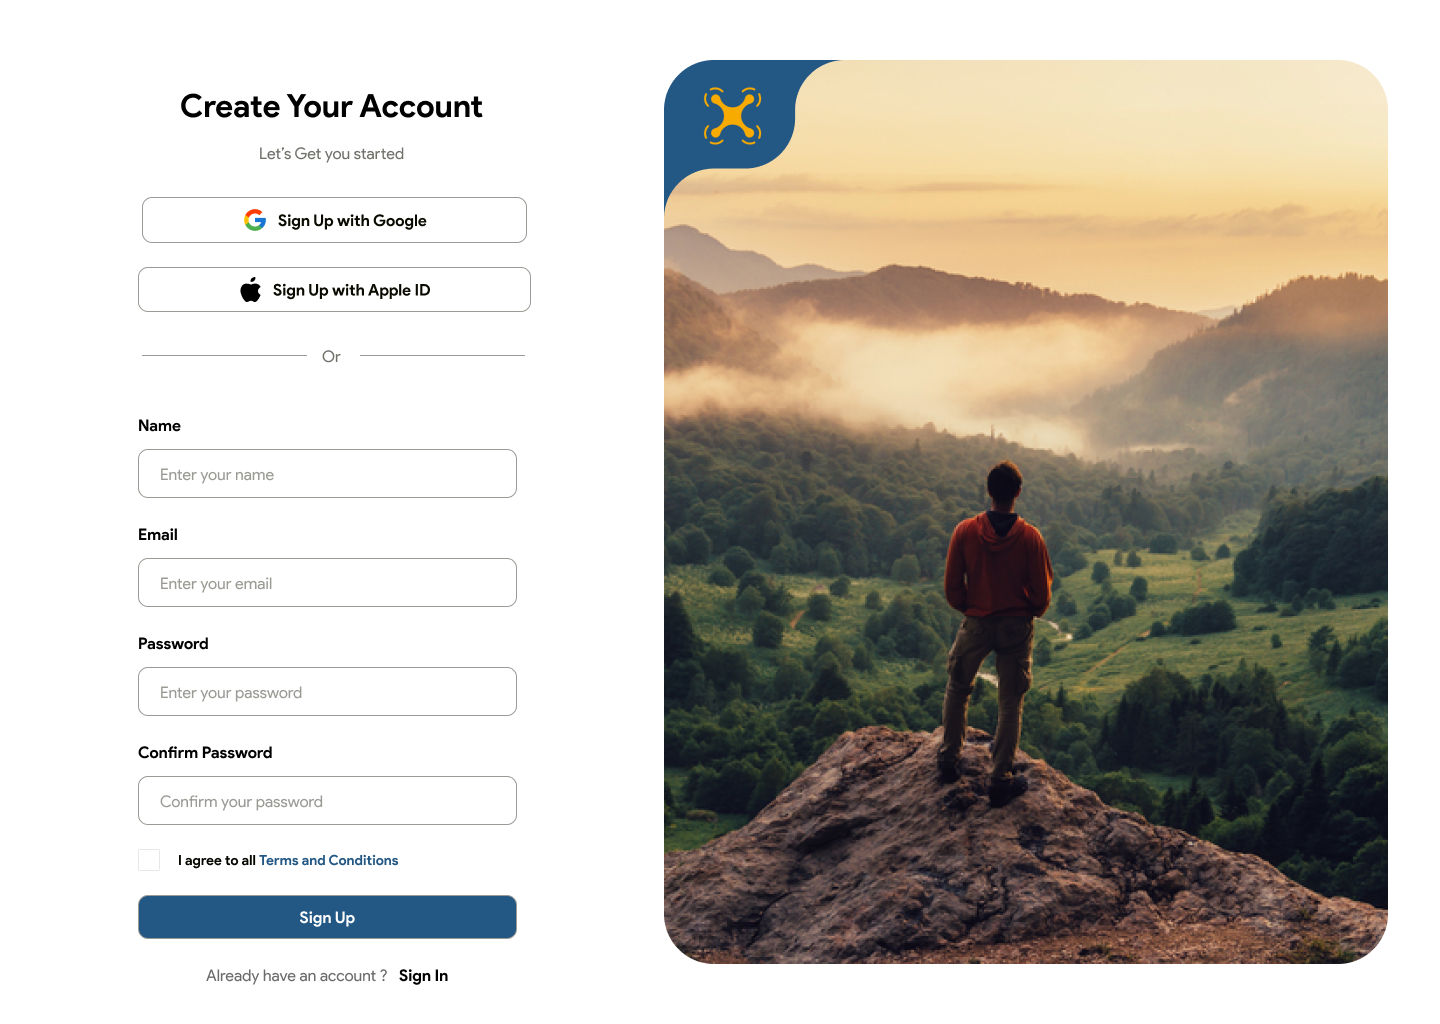 Create Your Account
Let's Get you started
Sign Up with Google
Sign Up with Apple ID
Or
Name
Enter your name
Email
Enter your email
Password
Enter your password
Confirm Password
Confirm your password
I agree to all Terms and Conditions
Sign Up
Already have an account ? Sign In